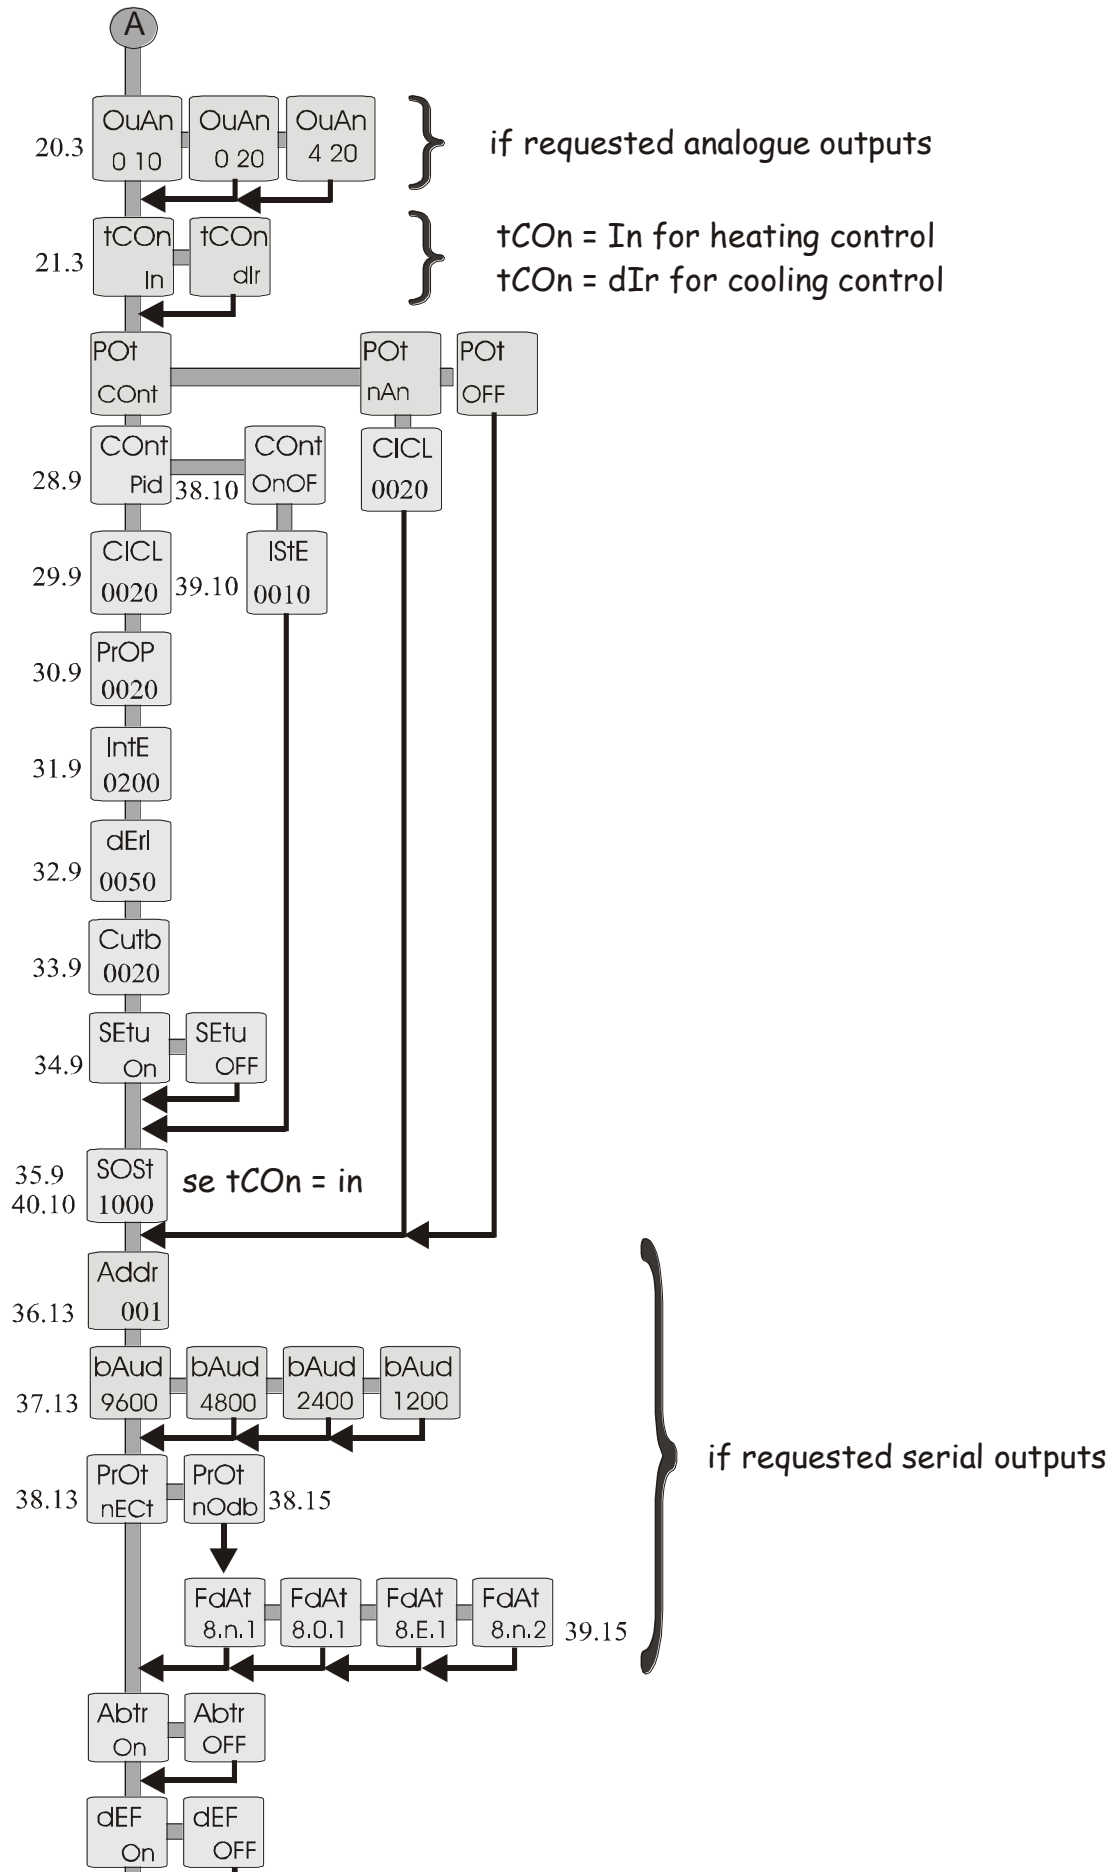 A
OuAn OuAn OuAn
20.3 0 10 0 20 4 20 if requested analogue outputs
tCOn tCOn tCOn = In for heating control
21.3 In dIr tCOn = dIr for cooling control
POt POt POt
COnt nAn OFF
COnt COnt CICL
28.9 Pid 38.10 OnOF 0020
CICL IStE
29.9 0020 39.10 0010
PrOP
30.9 0020
IntE
31.9 0200
dErI
32.9 0050
Cutb
33.9 0020
SEtu SEtu
34.9 On OFF
35.9 SOSt se tCOn = in
40.10 1000
Addr
36.13 001
bAud bAud bAud bAud
37.13 9600 4800 2400 1200
if requested serial outputs
PrOt PrOt
38.13 nECt nOdb 38.15
FdAt FdAt FdAt FdAt
8.n.1 8.0.1 8.E.1 8.n.2 39.15
Abtr Abtr
On OFF
dEF dEF
On OFF